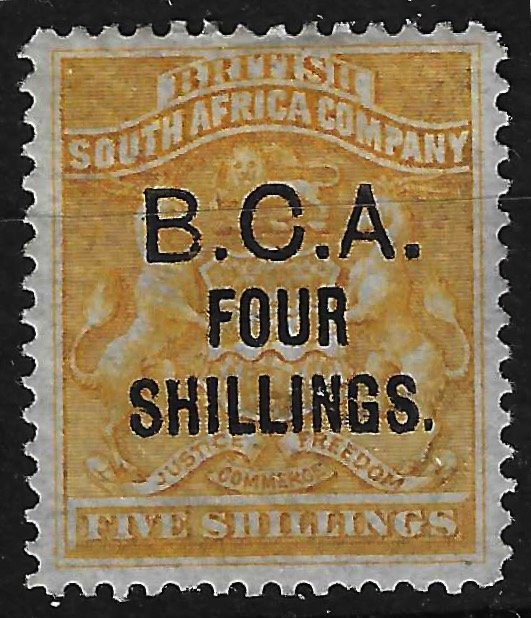 BRITISH
SOUTH AFRICA COMPANY
B.C.A.
FOUR
SHILLINGS.
JUSTICE FREEDOM
COMMERCE
FIVE SHILLINGS